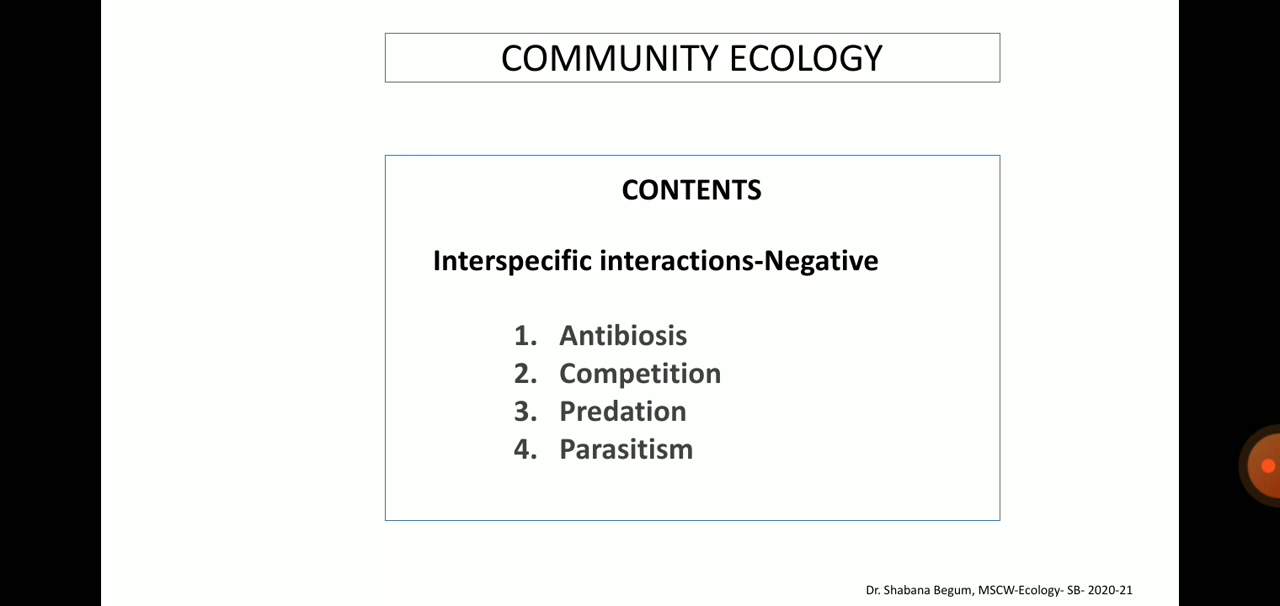 COMMUNITY ECOLOGY
CONTENTS
Interspecific interactions-Negative
1. Antibiosis
2. Competition
3. Predation
4. Parasitism
Dr. Shabana Begum, MSCW-Ecology- SB- 2020-21